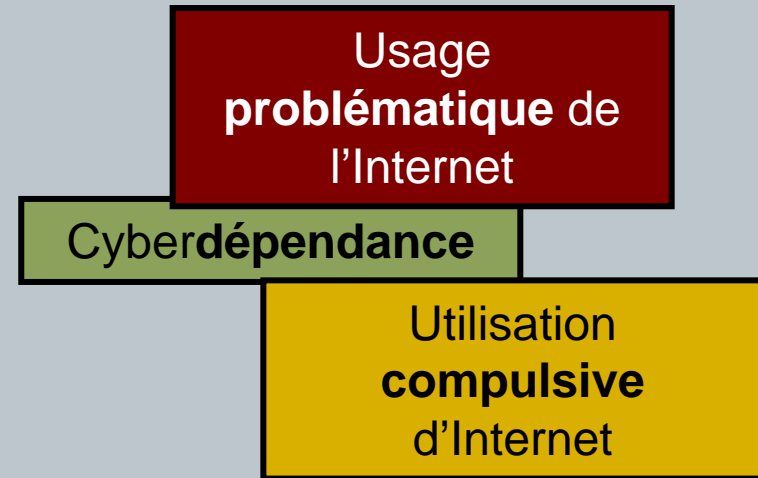 Usage
problématique de
l’Internet
Cyberdépendance
Utilisation
compulsive
d’Internet